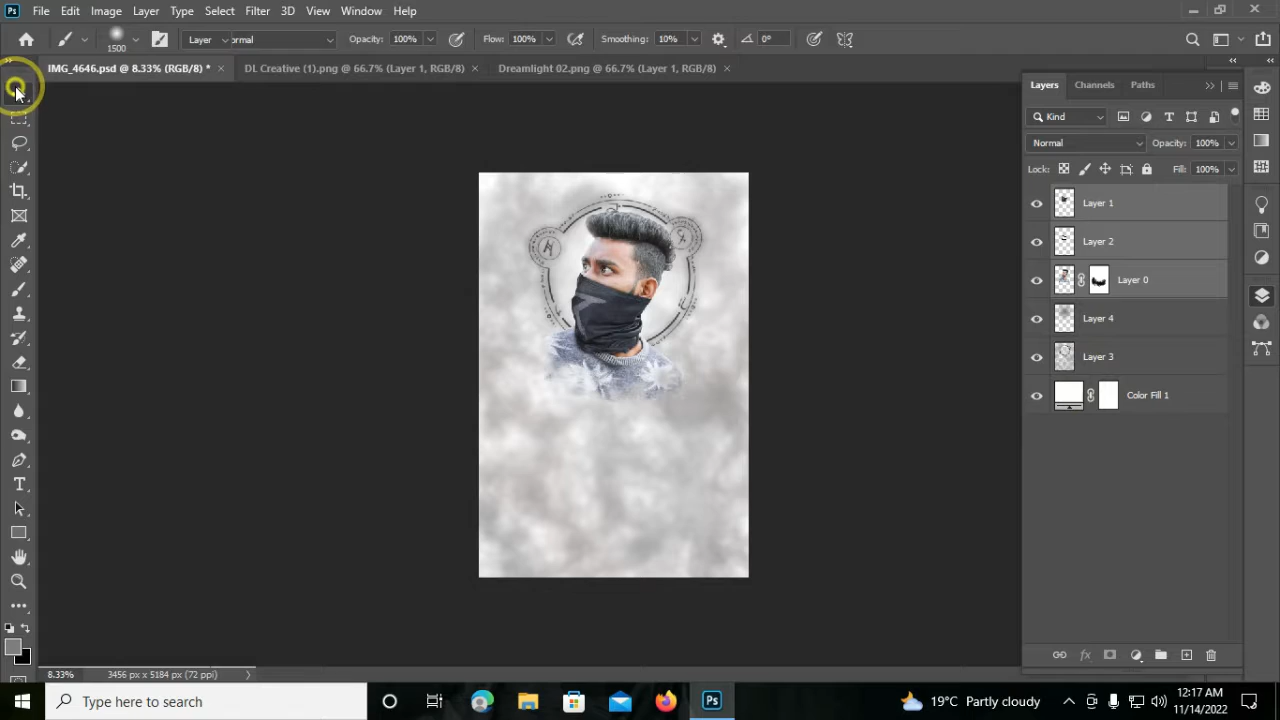 Ps File Edit Image Layer Type Select Filter 3D View Window Help
1500 Layer ormal Opacity: 100% Flow: 100% Smoothing: 10% 0°
IMG_4646.psd @ 8.33% (RGB/8) * × DL Creative (1).png @ 66.7% (Layer 1, RGB/8) × Dreamlight 02.png @ 66.7% (Layer 1, RGB/8) ×
Layers Channels Paths
Kind
Normal Opacity: 100%
Lock: Fill: 100%
Layer 1
Layer 2
Layer 0
Layer 4
Layer 3
Color Fill 1
8.33% 3456 px x 5184 px (72 ppi)
Type here to search
Ps
19°C Partly cloudy
12:17 AM
11/14/2022